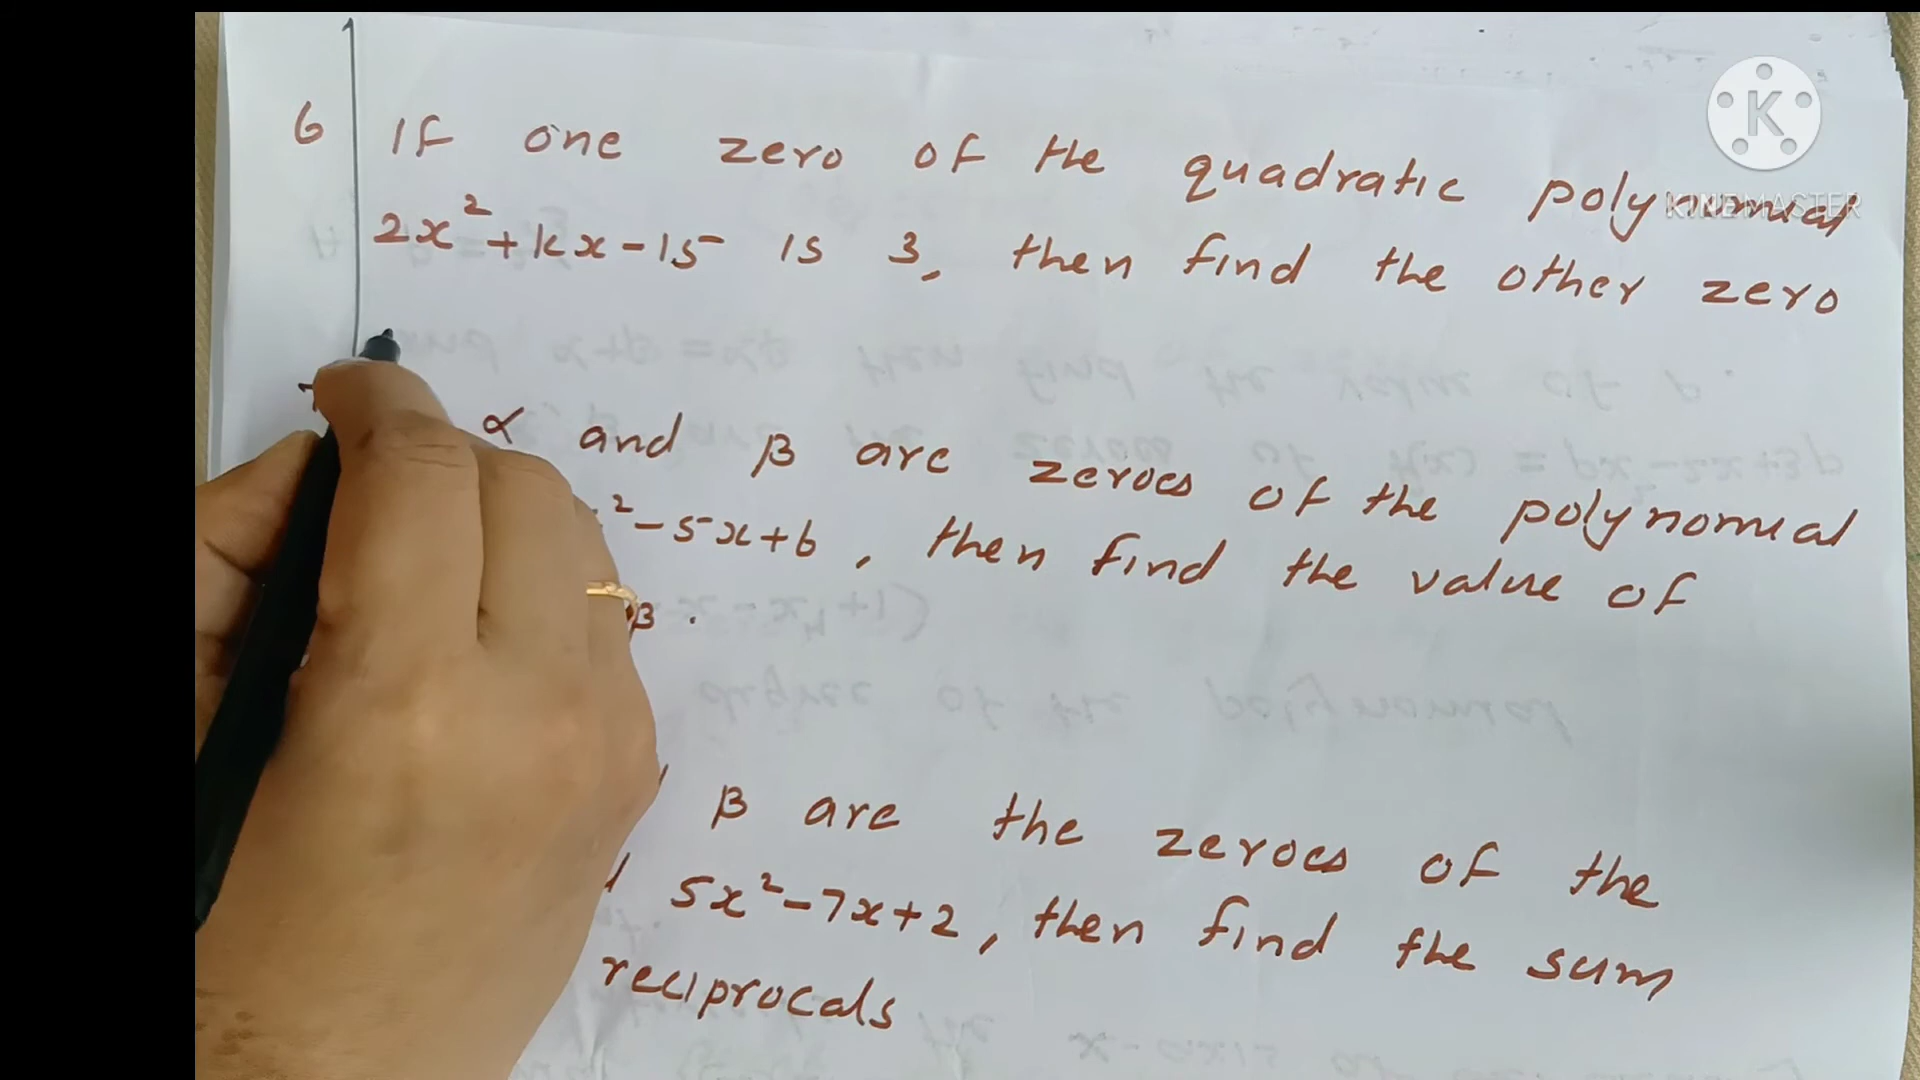 6 If one zero of the quadratic polynomial
2x² + kx - 15 is 3, then find the other zero
α and β are zeroes of the polynomial
² - 5x + 6, then find the value of
β.
β are the zeroes of the
5x² - 7x + 2, then find the sum
reciprocals
K
KINEMASTER